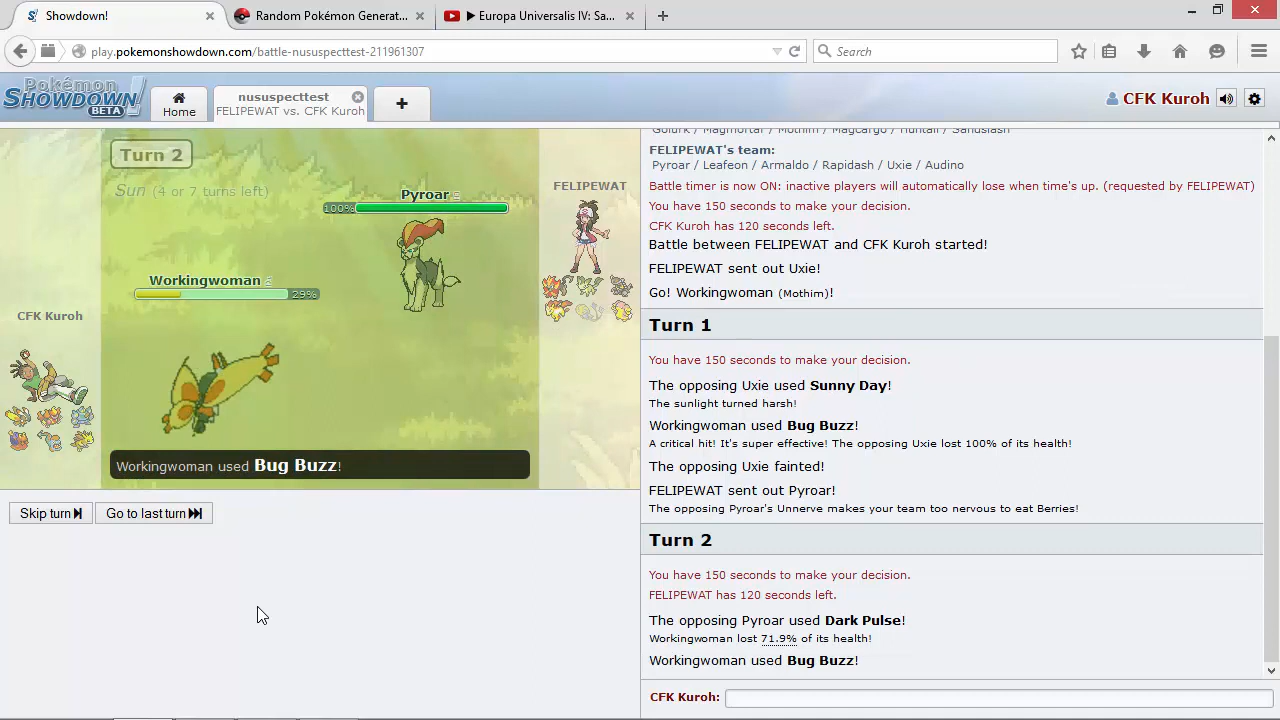 Showdown!
Random Pokémon Generat...
Europa Universalis IV: Sa...
play.pokemonshowdown.com/battle-nususpecttest-211961307
Search
Pokémon
Showdown!
BETA
Home
nususpecttest
FELIPEWAT vs. CFK Kuroh
+
CFK Kuroh
Turn 2
Sun (4 or 7 turns left)
Pyroar
100%
FELIPEWAT
Workingwoman
29%
CFK Kuroh
Workingwoman used Bug Buzz!
Skip turn
Go to last turn
Golurk / Magmortar / Mothim / Magcargo / Huntail / Sandslash
FELIPEWAT's team:
Pyroar / Leafeon / Armaldo / Rapidash / Uxie / Audino
Battle timer is now ON: inactive players will automatically lose when time's up. (requested by FELIPEWAT)
You have 150 seconds to make your decision.
CFK Kuroh has 120 seconds left.
Battle between FELIPEWAT and CFK Kuroh started!
FELIPEWAT sent out Uxie!
Go! Workingwoman (Mothim)!
Turn 1
You have 150 seconds to make your decision.
The opposing Uxie used Sunny Day!
The sunlight turned harsh!
Workingwoman used Bug Buzz!
A critical hit! It's super effective! The opposing Uxie lost 100% of its health!
The opposing Uxie fainted!
FELIPEWAT sent out Pyroar!
The opposing Pyroar's Unnerve makes your team too nervous to eat Berries!
Turn 2
You have 150 seconds to make your decision.
FELIPEWAT has 120 seconds left.
The opposing Pyroar used Dark Pulse!
Workingwoman lost 71.9% of its health!
Workingwoman used Bug Buzz!
CFK Kuroh: